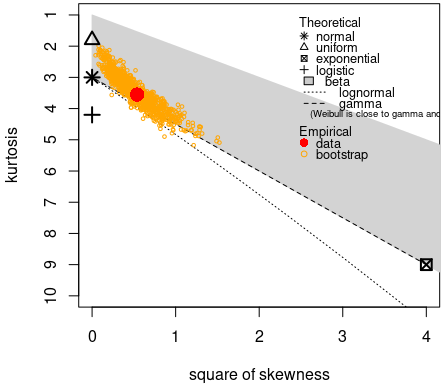 Theoretical
normal
uniform
exponential
logistic
beta
lognormal
gamma
(Weibull is close to gamma and
Empirical
data
bootstrap
kurtosis
1
2
3
4
5
6
7
8
9
10
0
1
2
3
4
square of skewness